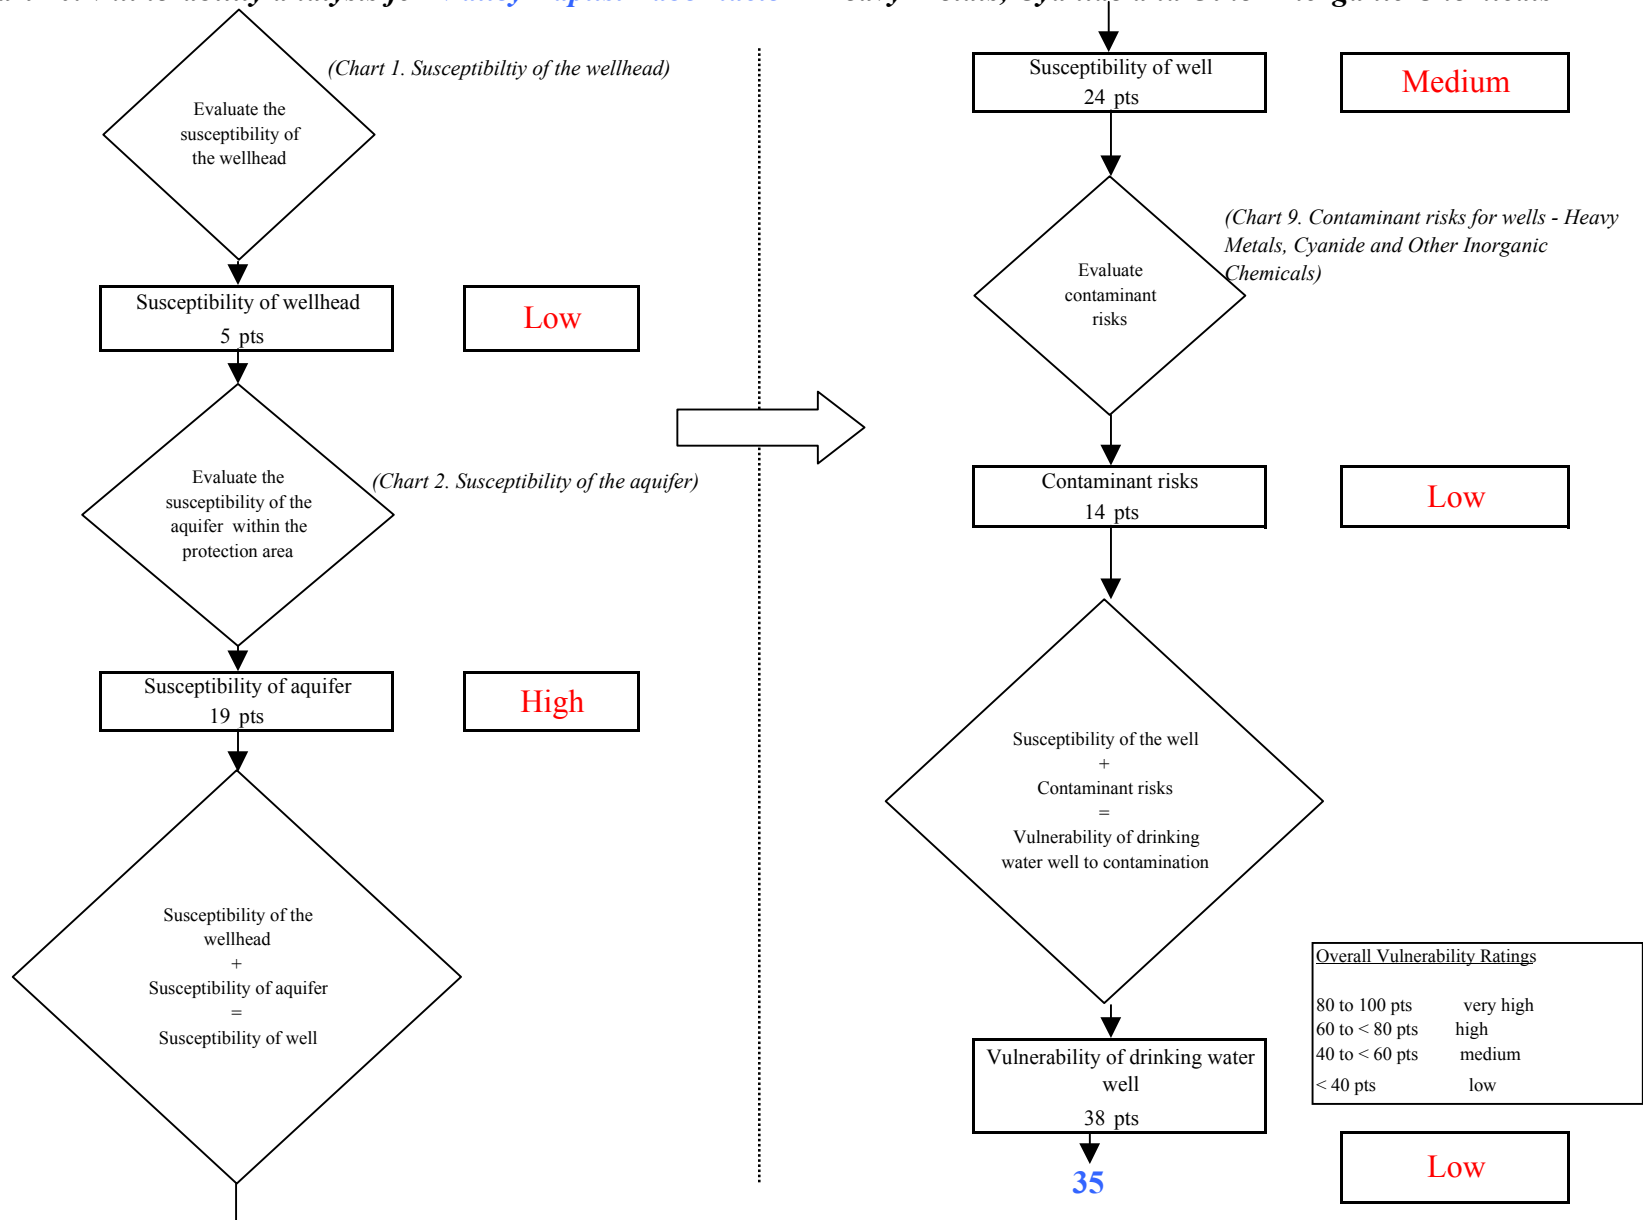 (Chart 1. Susceptibiltiy of the wellhead)
Evaluate the
susceptibility of
the wellhead
Susceptibility of wellhead
5 pts
Low
Evaluate the
susceptibility of the
aquifer within the
protection area
(Chart 2. Susceptibility of the aquifer)
Susceptibility of aquifer
19 pts
High
Susceptibility of the
wellhead
+
Susceptibility of aquifer
=
Susceptibility of well
Susceptibility of well
24 pts
Medium
(Chart 9. Contaminant risks for wells - Heavy
Metals, Cyanide and Other Inorganic
Chemicals)
Evaluate
contaminant
risks
Contaminant risks
14 pts
Low
Susceptibility of the well
+
Contaminant risks
=
Vulnerability of drinking
water well to contamination
Overall Vulnerability Ratings
80 to 100 pts very high
60 to < 80 pts high
40 to < 60 pts medium
< 40 pts low
Vulnerability of drinking water
well
38 pts
35
Low